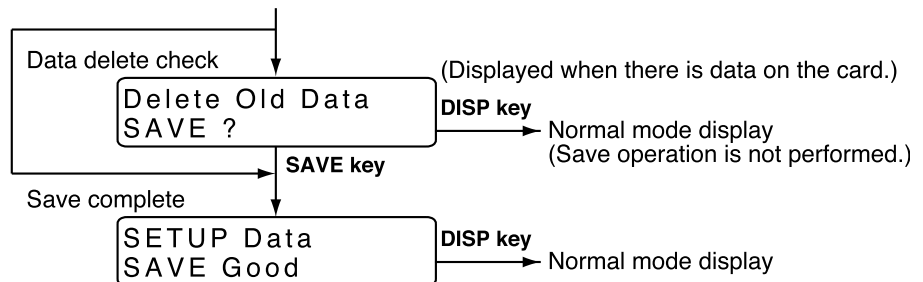 Data delete check
(Displayed when there is data on the card.)
Delete Old Data
SAVE ?
DISP key
Normal mode display
(Save operation is not performed.)
SAVE key
Save complete
SETUP Data
SAVE Good
DISP key
Normal mode display